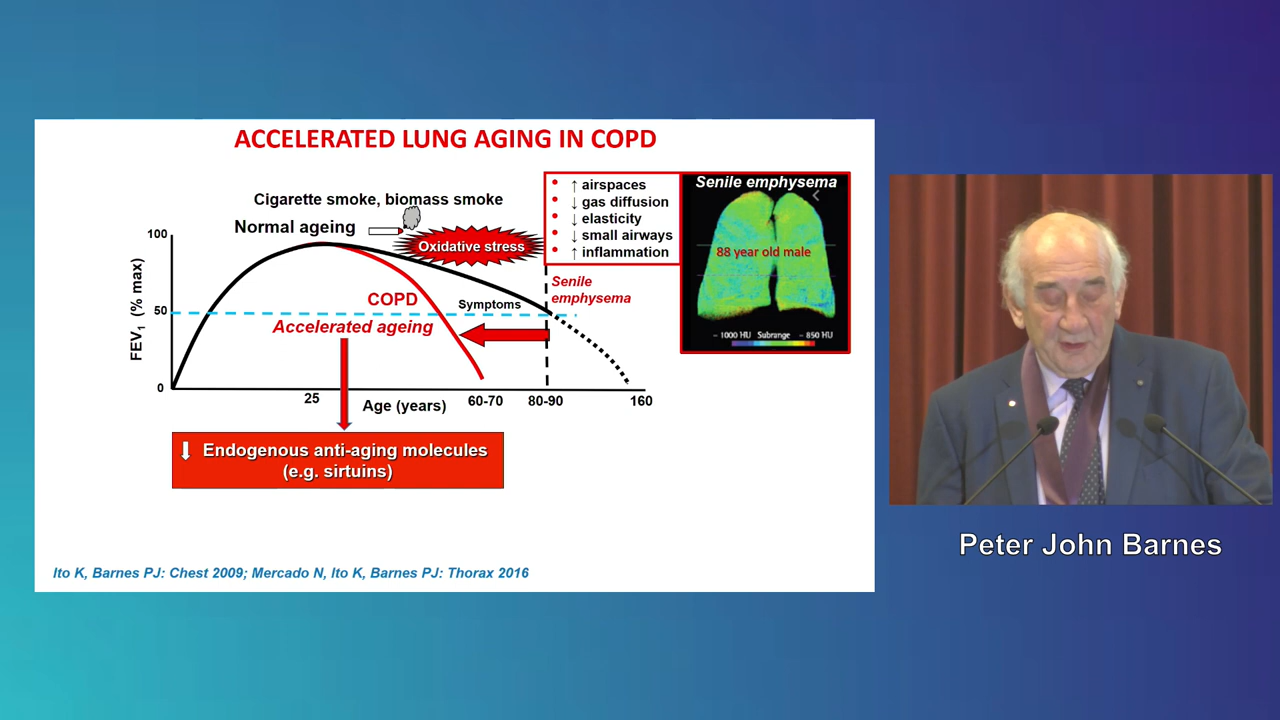 ACCELERATED LUNG AGING IN COPD
Cigarette smoke, biomass smoke
Normal ageing
Oxidative stress
• ↑ airspaces
• ↓ gas diffusion
• ↓ elasticity
• ↓ small airways
• ↑ inflammation
Senile emphysema
88 year old male
- 1000 HU Subrange - 850 HU
Senile
emphysema
100
50
0
FEV1 (% max)
COPD
Symptoms
Accelerated ageing
25
Age (years)
60-70
80-90
160
↓ Endogenous anti-aging molecules
(e.g. sirtuins)
Ito K, Barnes PJ: Chest 2009; Mercado N, Ito K, Barnes PJ: Thorax 2016
Peter John Barnes